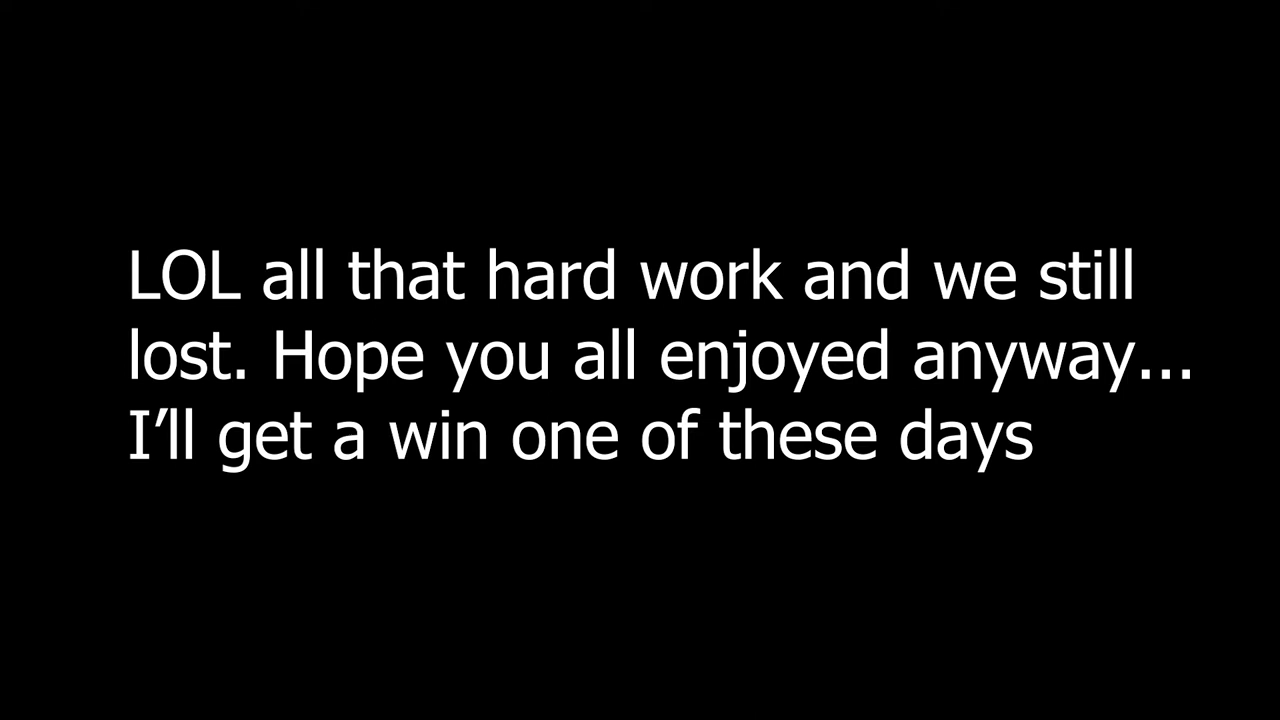 LOL all that hard work and we still
lost. Hope you all enjoyed anyway...
I’ll get a win one of these days